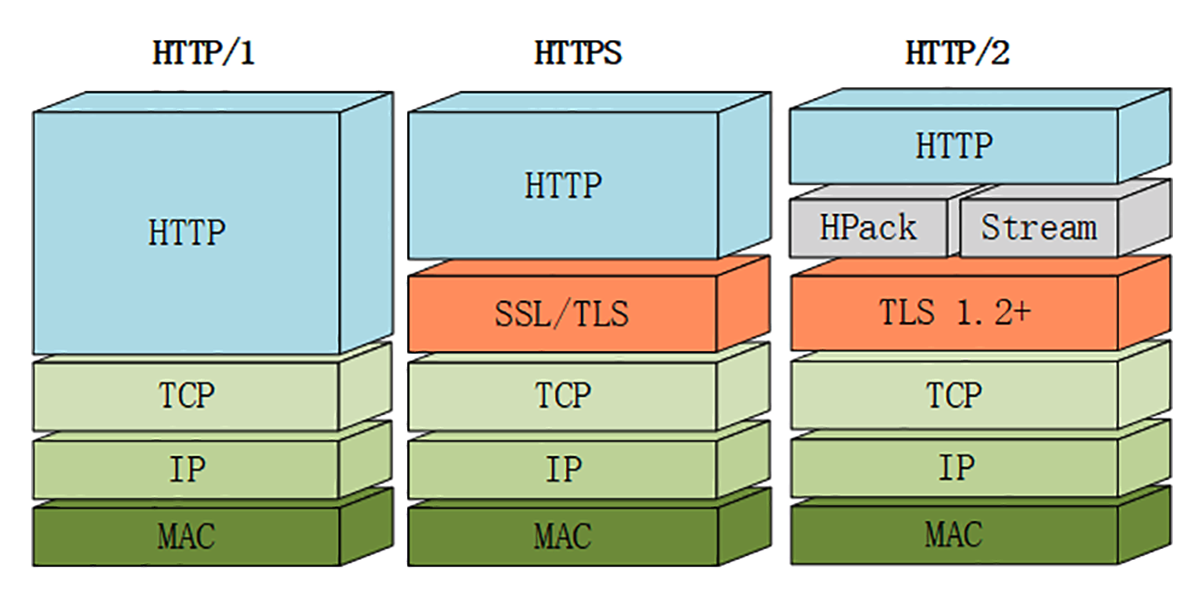 HTTP/1
HTTPS
HTTP/2
HTTP
TCP
IP
MAC
HTTP
SSL/TLS
TCP
IP
MAC
HTTP
HPack
Stream
TLS 1.2+
TCP
IP
MAC